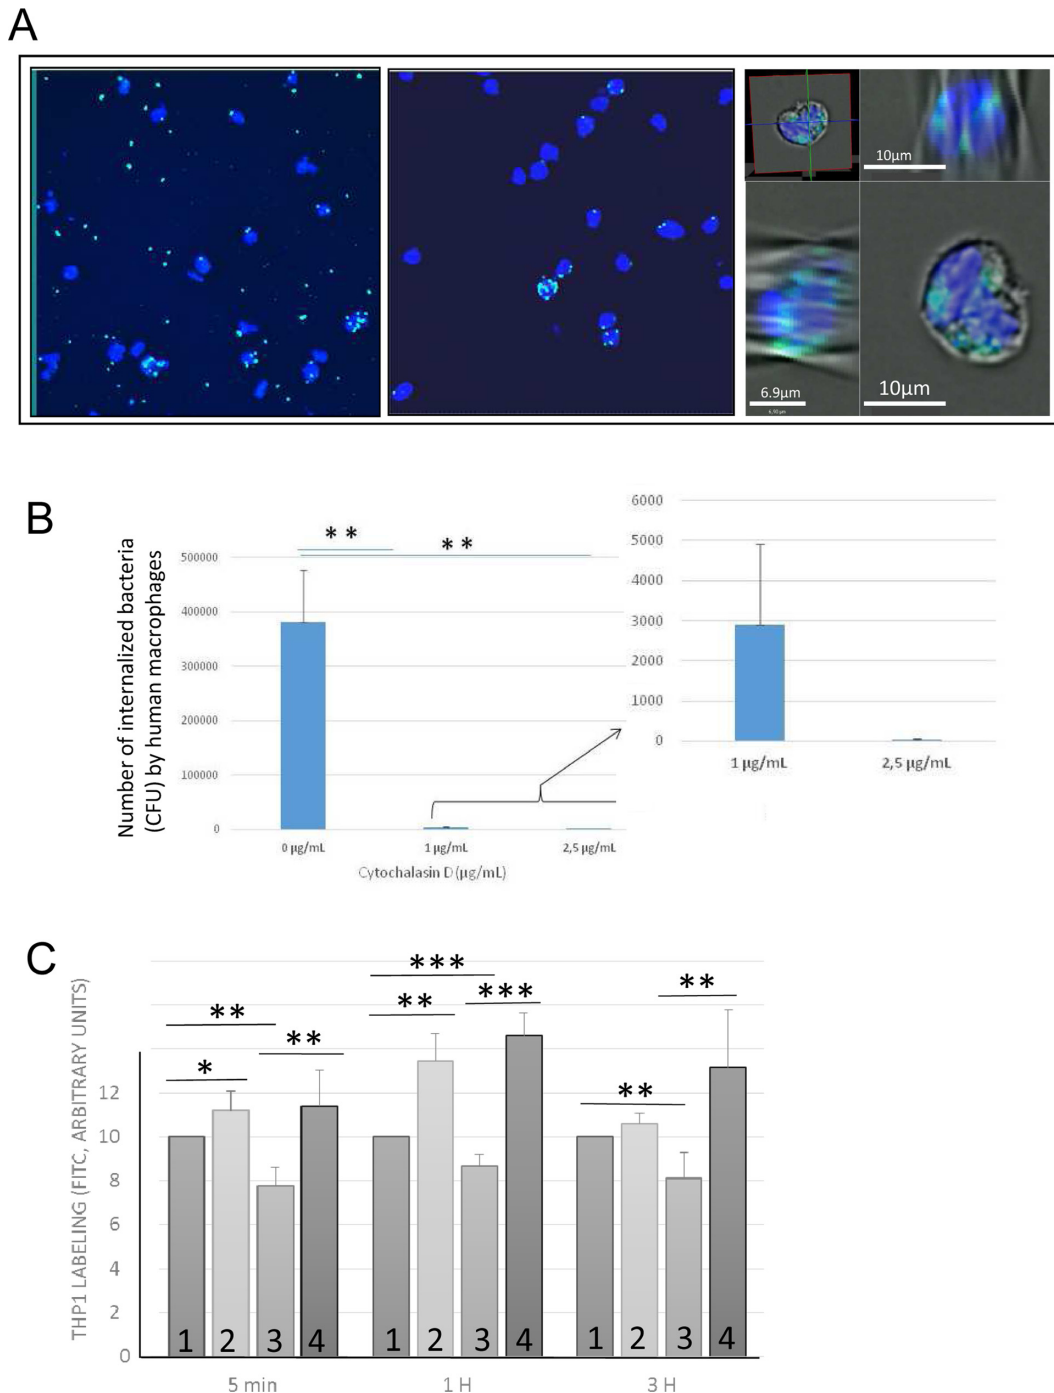 A
10µm
6.9µm
6.90 µm
10µm
B
Number of internalized bacteria
(CFU) by human macrophages)
* *
* *
500000
400000
300000
200000
100000
0
0 µg/mL
1 µg/mL
2,5 µg/mL
Cytochalasin D (µg/mL)
6000
5000
4000
3000
2000
1000
0
1 µg/mL
2,5 µg/mL
C
THP1 LABELING (FITC, ARBITRARY UNITS)
12
10
8
6
4
2
0
**
*
**
***
**
***
**
**
1 2 3 4
1 2 3 4
1 2 3 4
5 min
1 H
3 H